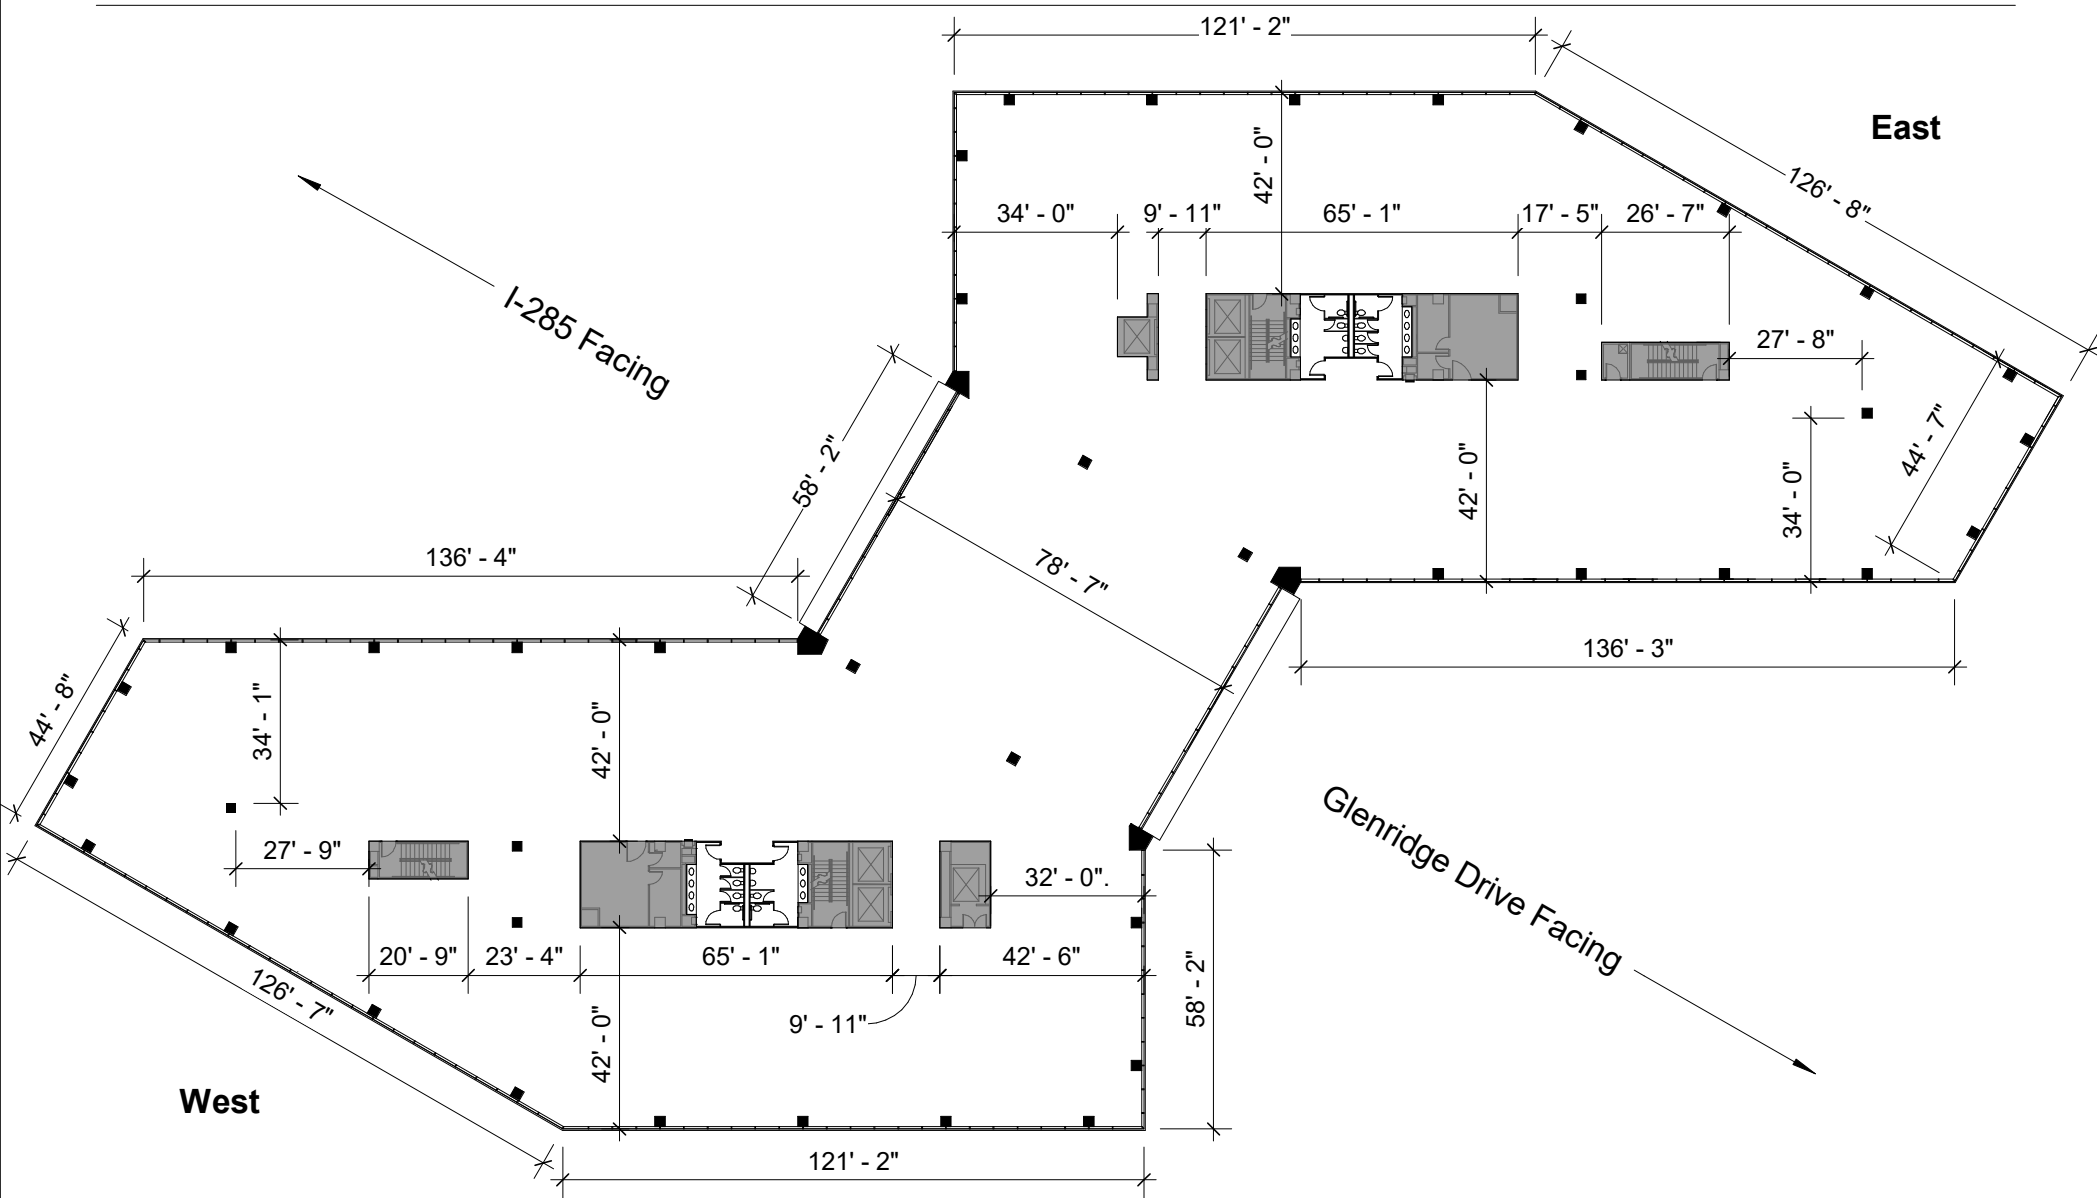 121' - 2"
East
126' - 8"
42' - 0"
34' - 0"
9' - 11"
65' - 1"
17' - 5"
26' - 7"
I-285 Facing
27' - 8"
58' - 2"
44' - 7"
42' - 0"
34' - 0"
136' - 4"
78' - 7"
136' - 3"
44' - 8"
34' - 1"
42' - 0"
Glenridge Drive Facing
27' - 9"
32' - 0".
20' - 9"
23' - 4"
65' - 1"
42' - 6"
126' - 7"
9' - 11"
58' - 2"
42' - 0"
West
121' - 2"